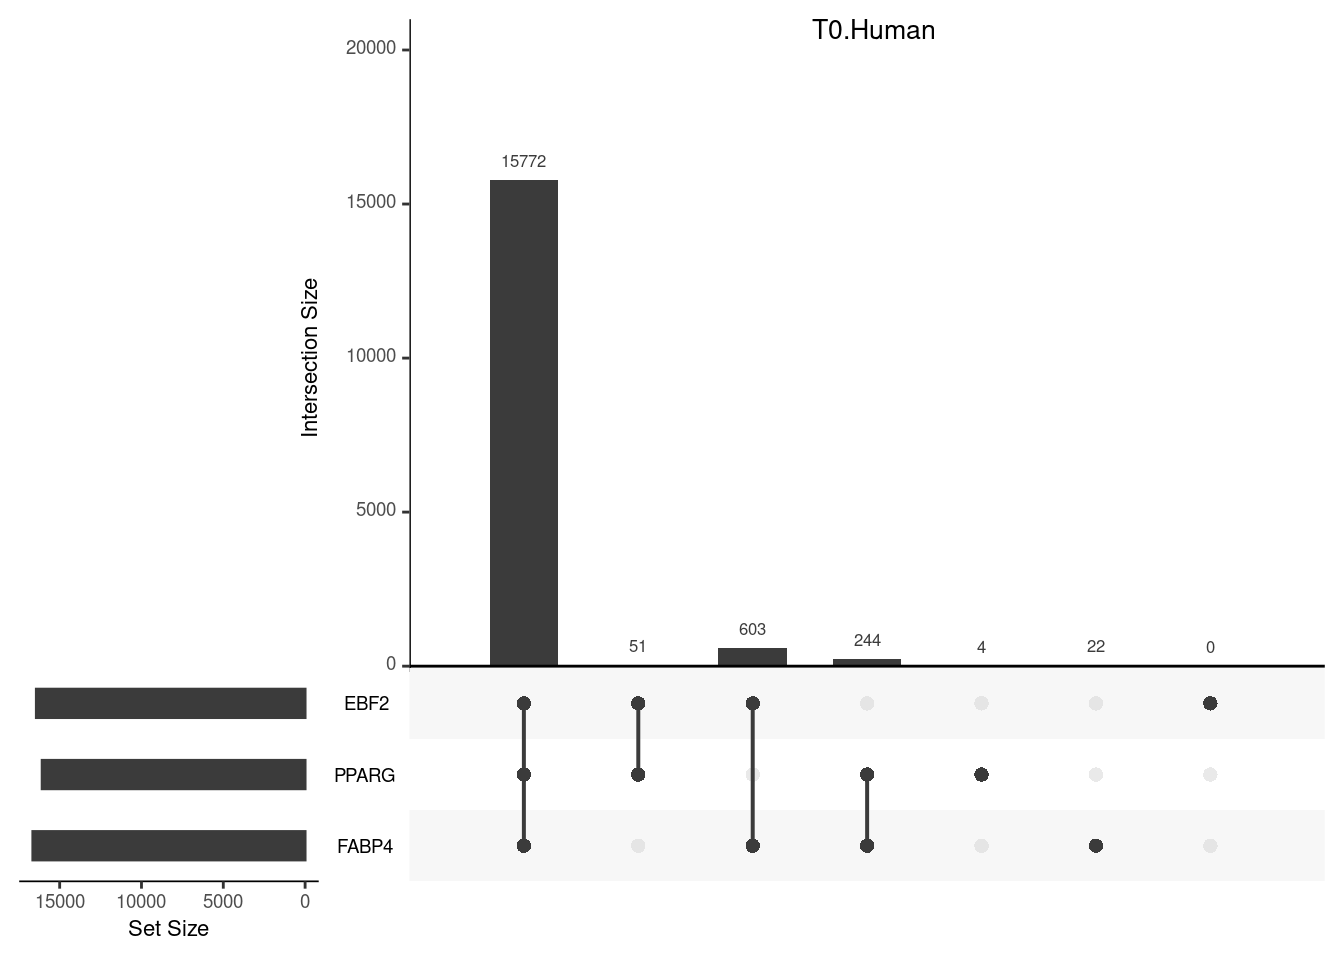 T0.Human
20000
15000
10000
5000
0
Intersection Size
15772
51
603
244
4
22
0
EBF2
PPARG
FABP4
15000 10000 5000 0
Set Size